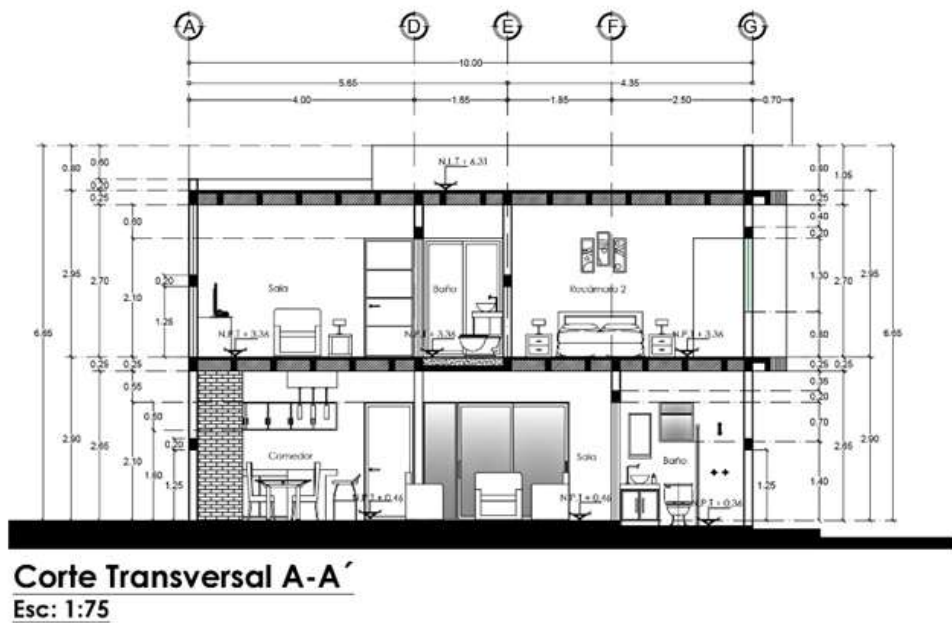 A D E F G
10.00
5.65 4.35
4.00 1.65 1.85 2.50 0.70
N.L.T + 6.31
0.60 0.60
0.80 1.05
0.20
0.25 0.25
0.60 0.40
0.20
Sala Baño Recámara 2
0.20
2.95 2.70 2.10 2.70 2.95
1.25
6.65 6.65
N.P.T + 3.36 N.P.T + 3.36 N.P.T + 3.36
0.60
0.25 0.25 0.25
0.55 0.35
0.20
0.70
0.20
Comedor Sala Baño
2.90 2.65 2.10 2.65 2.90
1.25 1.40 1.25
N.P.T + 0.46 N.P.T + 0.46 N.P.T + 0.36
Corte Transversal A-A´
Esc: 1:75